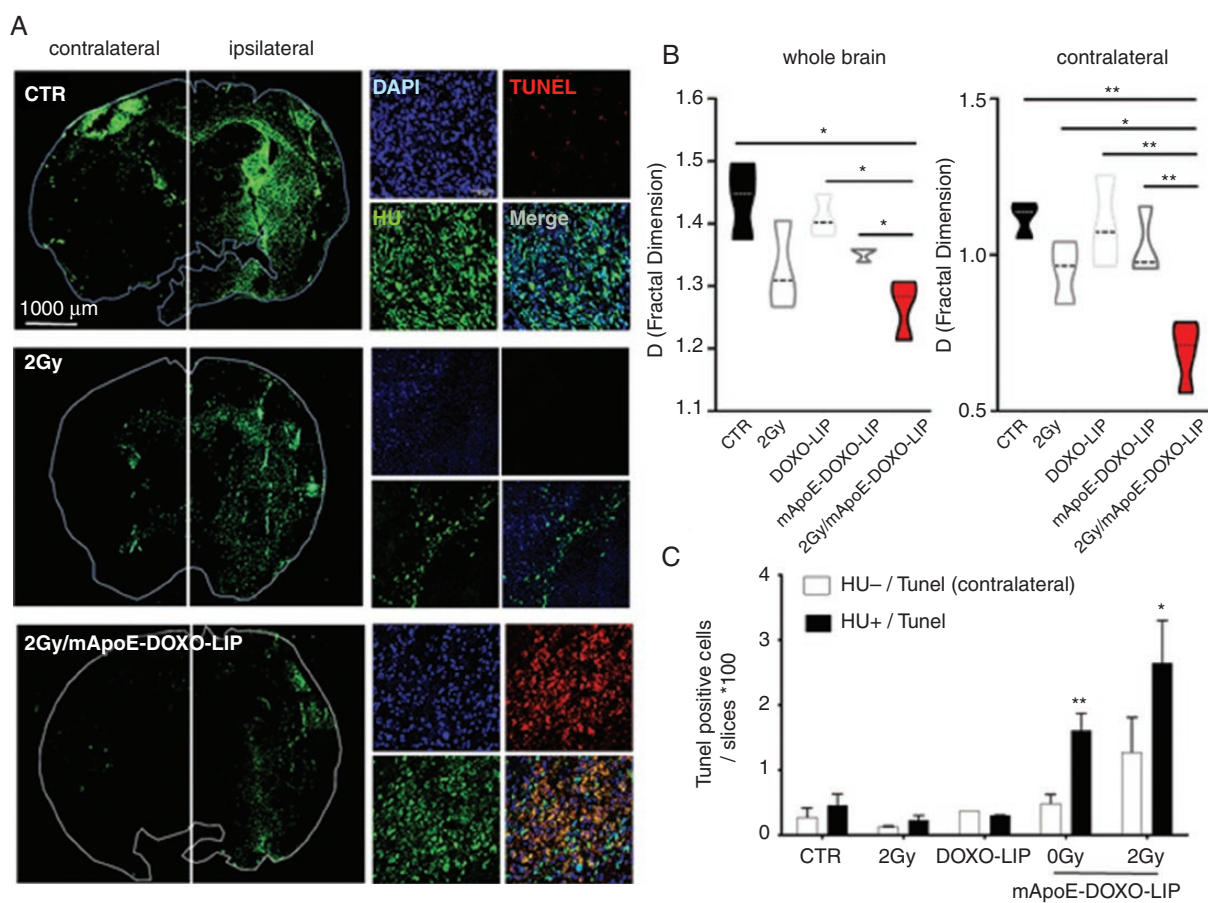 A
contralateral ipsilateral
CTR
DAPI
TUNEL
HU
Merge
1000 μm
2Gy
2Gy/mApoE-DOXO-LIP
B
whole brain
D (Fractal Dimension)
1.6
1.5
1.4
1.3
1.2
1.1
*
*
*
CTR
2Gy
DOXO-LIP
mApoE-DOXO-LIP
2Gy/mApoE-DOXO-LIP
contralateral
D (Fractal Dimension)
1.5
1.0
0.5
**
*
**
**
CTR
2Gy
DOXO-LIP
mApoE-DOXO-LIP
2Gy/mApoE-DOXO-LIP
C
Tunel positive cells
/ slices *100
4
3
2
1
0
HU– / Tunel (contralateral)
HU+ / Tunel
**
*
CTR 2Gy DOXO-LIP 0Gy 2Gy
mApoE-DOXO-LIP